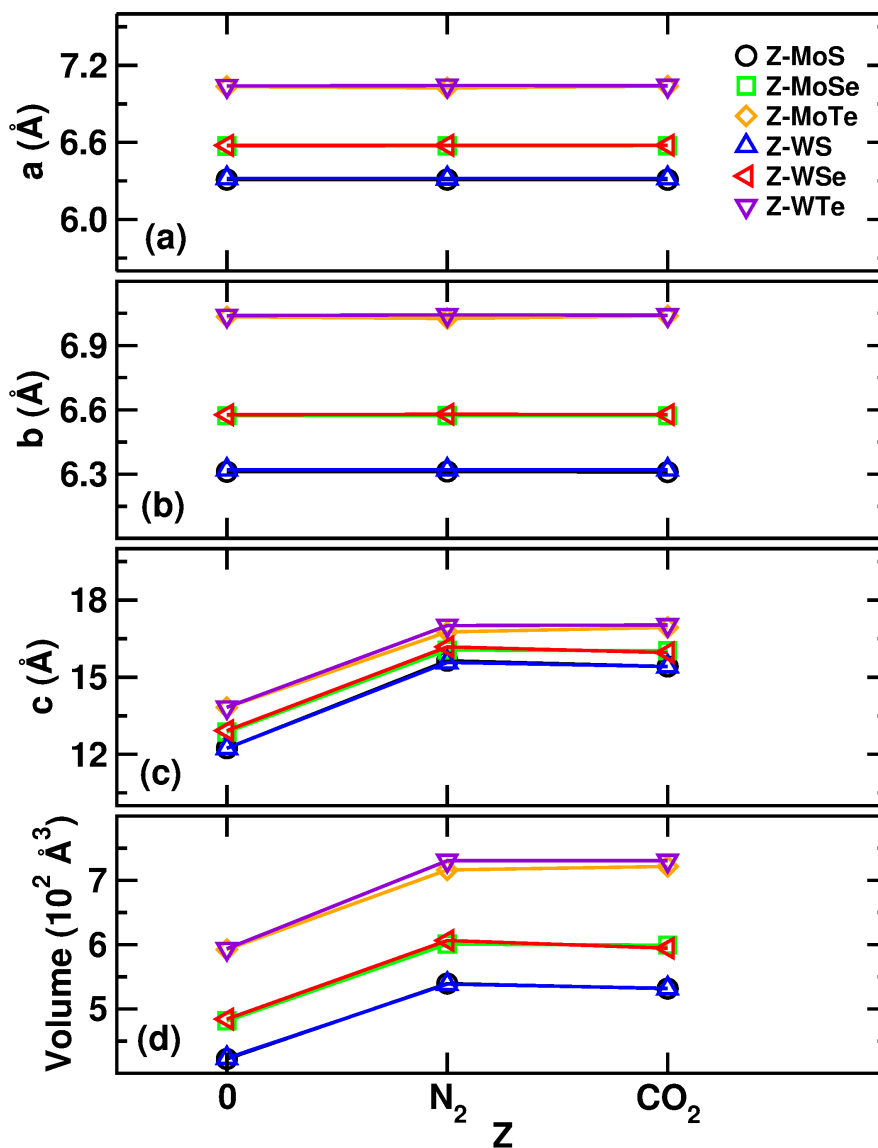 7.2
6.6
6.0
a (Å)
(a)
Z-MoS
Z-MoSe
Z-MoTe
Z-WS
Z-WSe
Z-WTe
6.9
6.6
6.3
b (Å)
(b)
18
15
12
c (Å)
(c)
7
6
5
Volume (10² Å³)
(d)
0 N₂ CO₂
Z